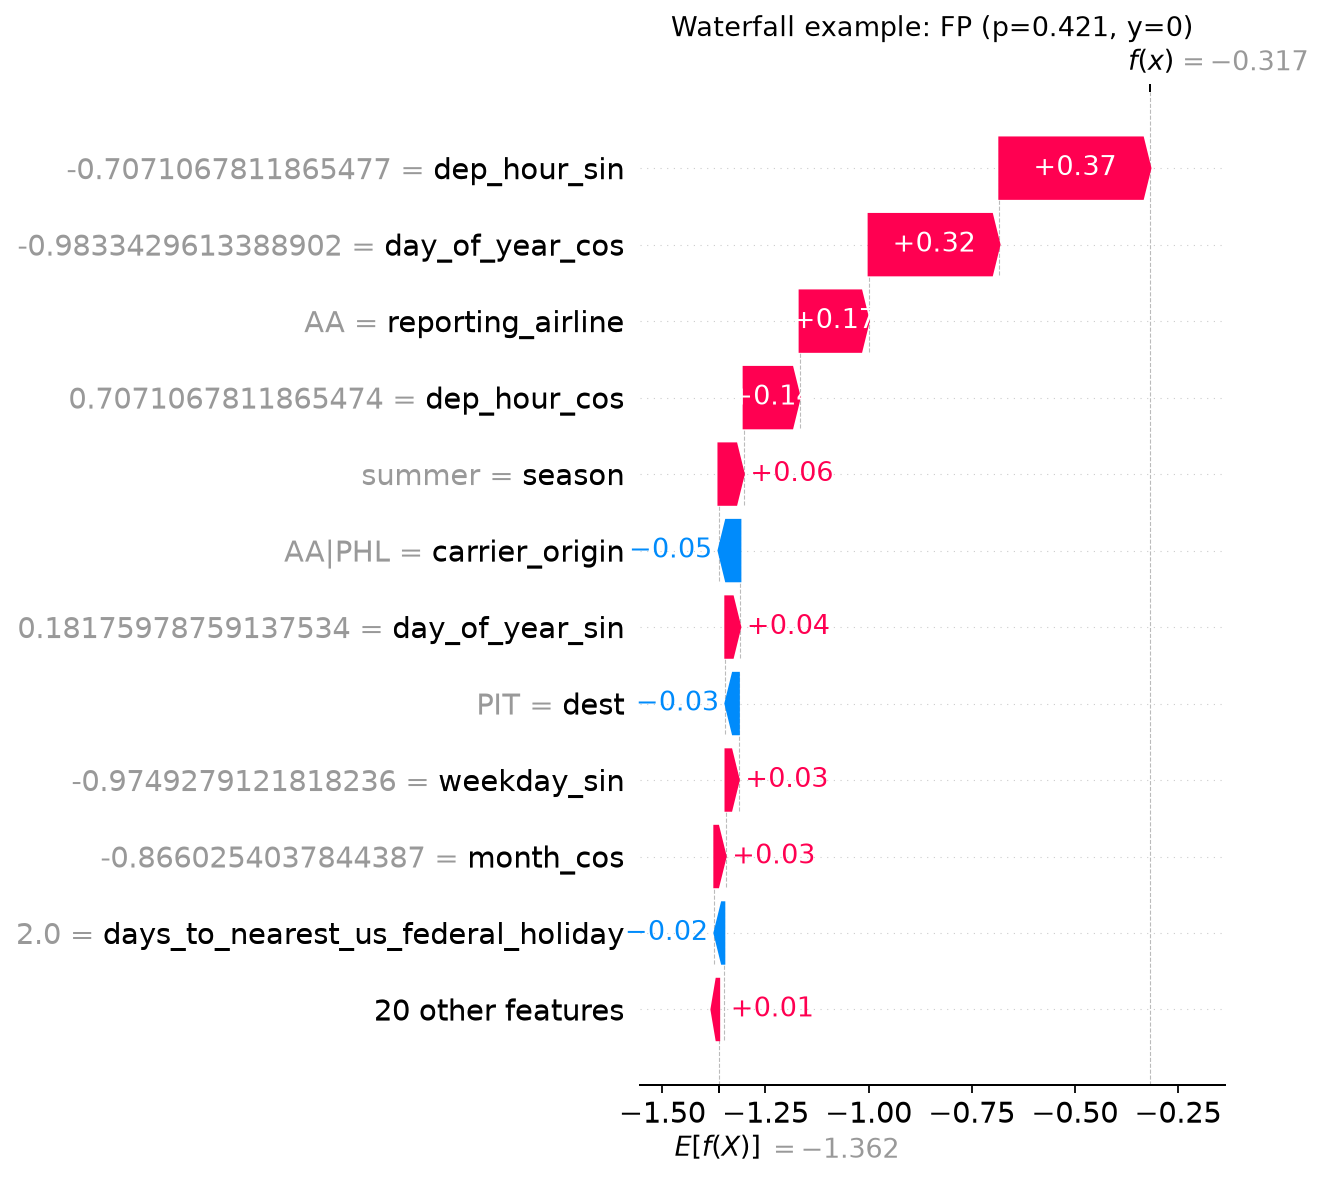 Waterfall example: FP (p=0.421, y=0)
f(x) = −0.317
-0.7071067811865477 = dep_hour_sin +0.37
-0.9833429613388902 = day_of_year_cos +0.32
AA = reporting_airline +0.17
0.7071067811865474 = dep_hour_cos +0.14
summer = season +0.06
AA|PHL = carrier_origin −0.05
0.18175978759137534 = day_of_year_sin +0.04
PIT = dest −0.03
-0.9749279121818236 = weekday_sin +0.03
-0.8660254037844387 = month_cos +0.03
2.0 = days_to_nearest_us_federal_holiday −0.02
20 other features +0.01
−1.50 −1.25 −1.00 −0.75 −0.50 −0.25
E[f(X)] = −1.362